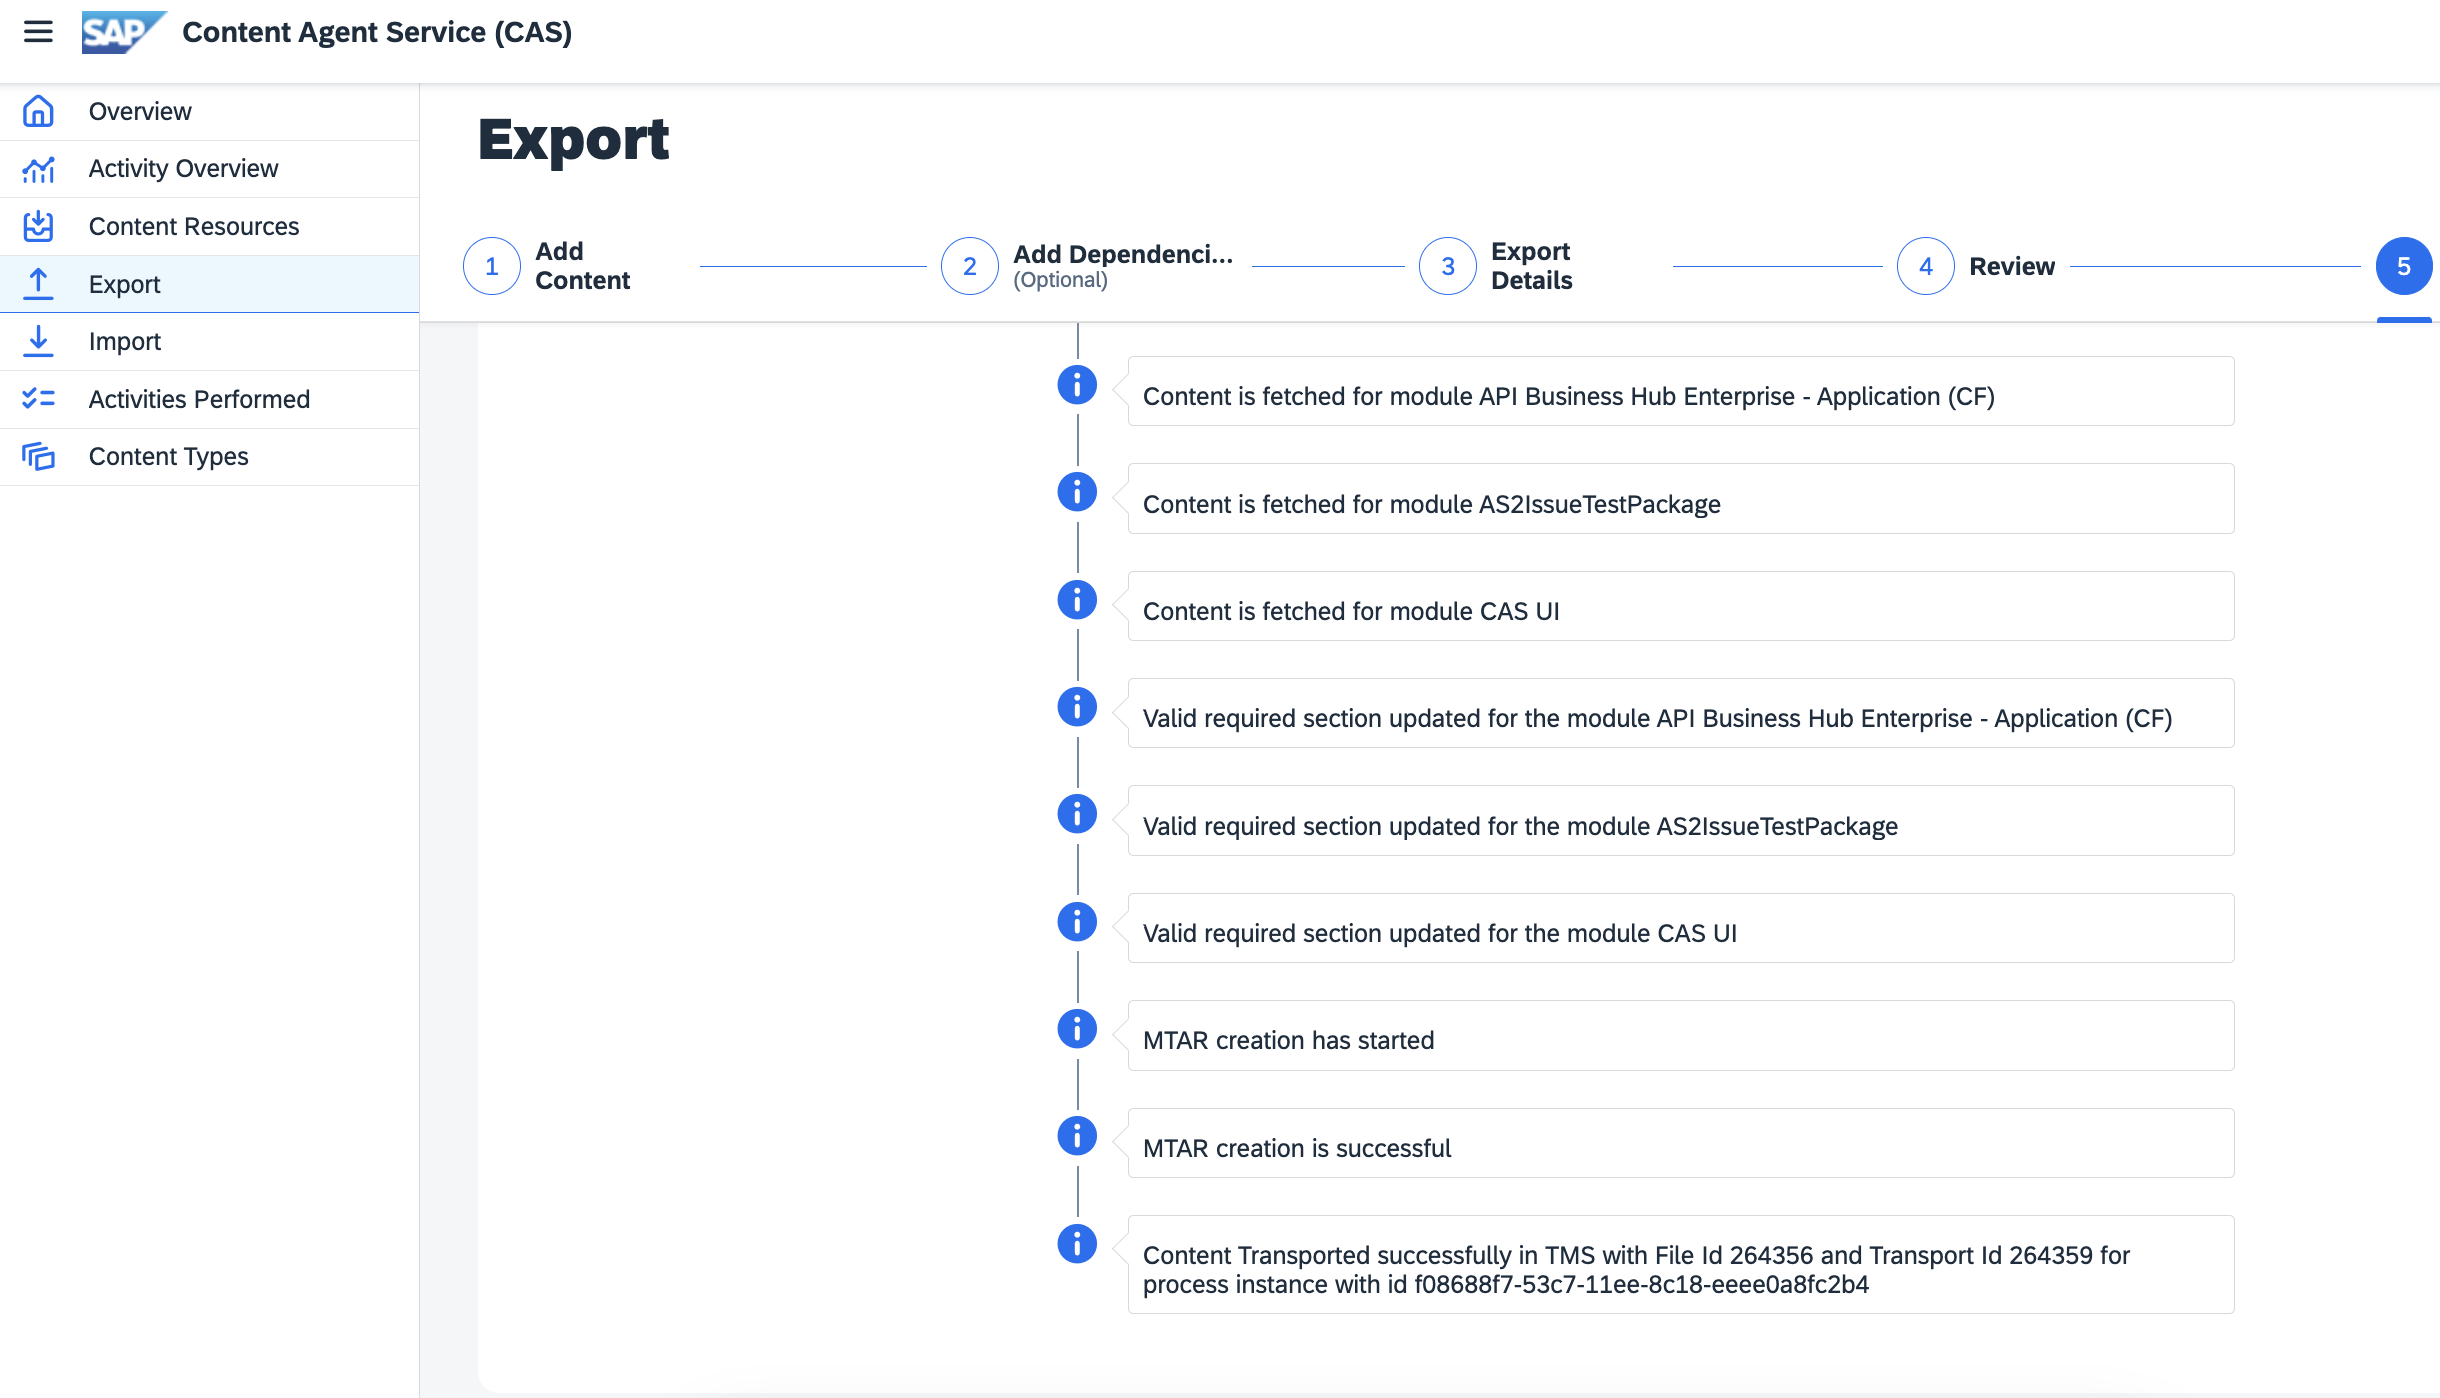 SAP Content Agent Service (CAS)
Overview
Activity Overview
Content Resources
Export
Import
Activities Performed
Content Types
Export
1 Add
Content
2 Add Dependenci...
(Optional)
3 Export
Details
4 Review
5
Content is fetched for module API Business Hub Enterprise - Application (CF)
Content is fetched for module AS2IssueTestPackage
Content is fetched for module CAS UI
Valid required section updated for the module API Business Hub Enterprise - Application (CF)
Valid required section updated for the module AS2IssueTestPackage
Valid required section updated for the module CAS UI
MTAR creation has started
MTAR creation is successful
Content Transported successfully in TMS with File Id 264356 and Transport Id 264359 for
process instance with id f08688f7-53c7-11ee-8c18-eeee0a8fc2b4